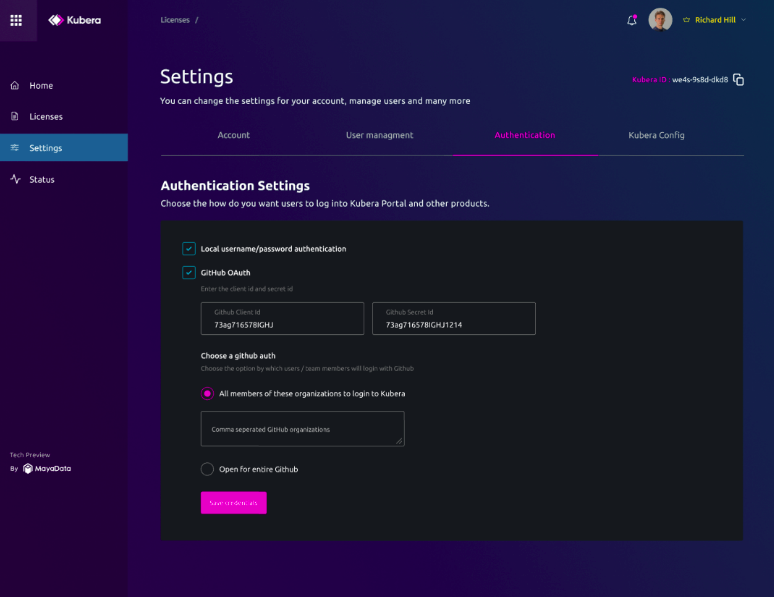 Kubera
Licenses /
Richard Hill
Home
Licenses
Settings
Status
Tech Preview
By MayaData
Settings
Kubera ID | we4s-9s8d-dkd8
You can change the settings for your account, manage users and many more
Account
User managment
Authentication
Kubera Config
Authentication Settings
Choose the how do you want users to log into Kubera Portal and other products.
Local username/password authentication
GitHub OAuth
Enter the client id and secret id
Github Client Id
73ag716578IGHJ
Github Secret Id
73ag716578IGHJ1214
Choose a github auth
Choose the option by which users / team members will login with Github
All members of these organizations to login to Kubera
Comma seperated GitHub organizations
Open for entire Github
Save credentials